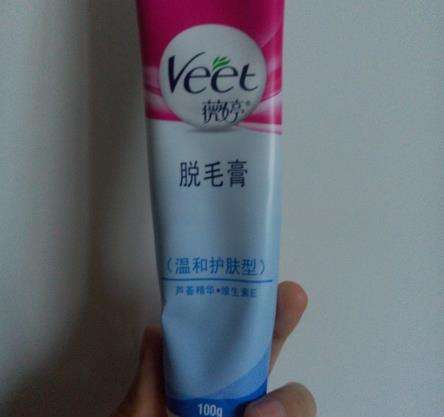 Veet
薇婷®
脱毛膏
(温和护肤型)
芦荟精华•维生素E
100g